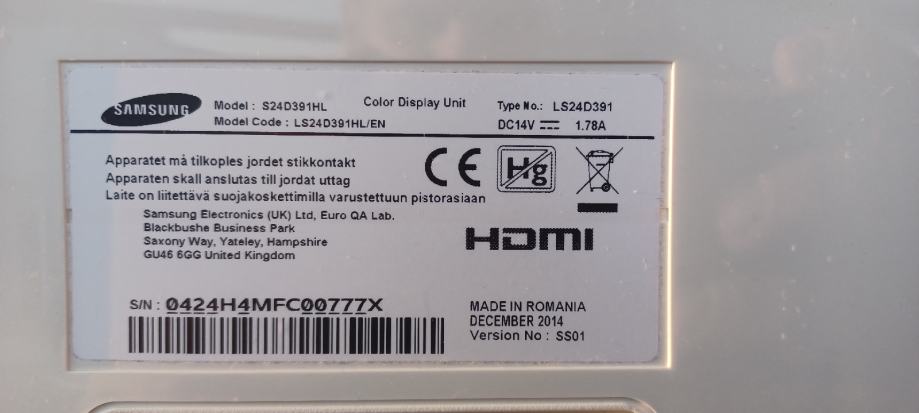 SAMSUNG
Model : S24D391HL
Model Code : LS24D391HL/EN
Color Display Unit
Type No.: LS24D391
DC14V ⎓ 1.78A
Apparatet må tilkoples jordet stikkontakt
Apparaten skall anslutas till jordat uttag
Laite on liitettävä suojakoskettimilla varustettuun pistorasiaan
CE
Hg
Samsung Electronics (UK) Ltd, Euro QA Lab.
Blackbushe Business Park
Saxony Way, Yateley, Hampshire
GU46 6GG United Kingdom
HDMI
S/N : 0424H4MFC00777X
MADE IN ROMANIA
DECEMBER 2014
Version No : SS01